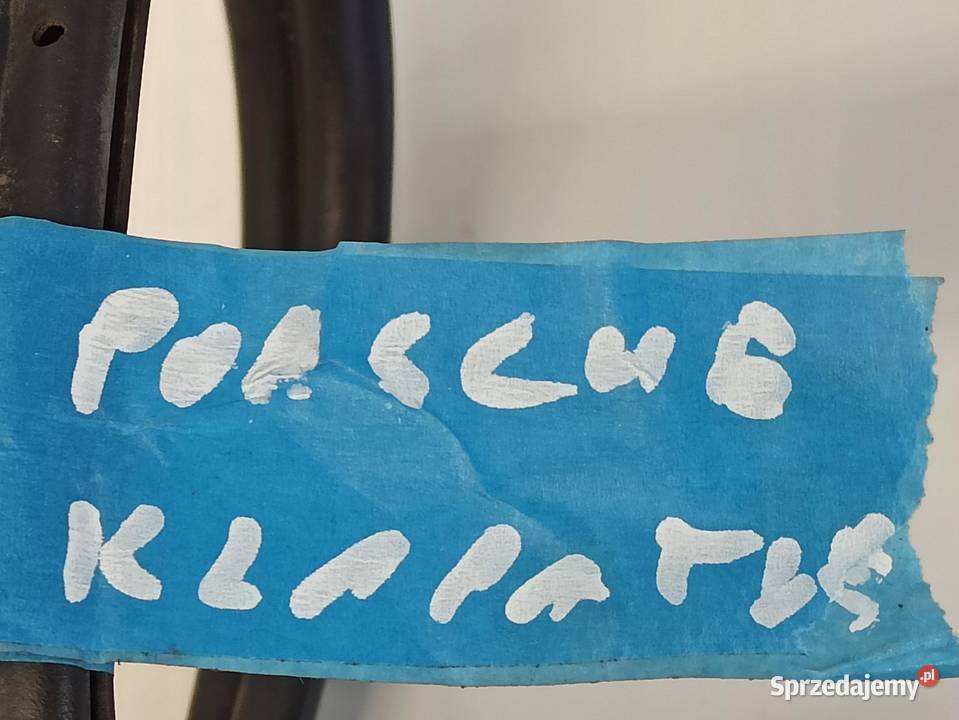 PORSCHE
KLAPA TYŁ
Sprzedajemy.pl